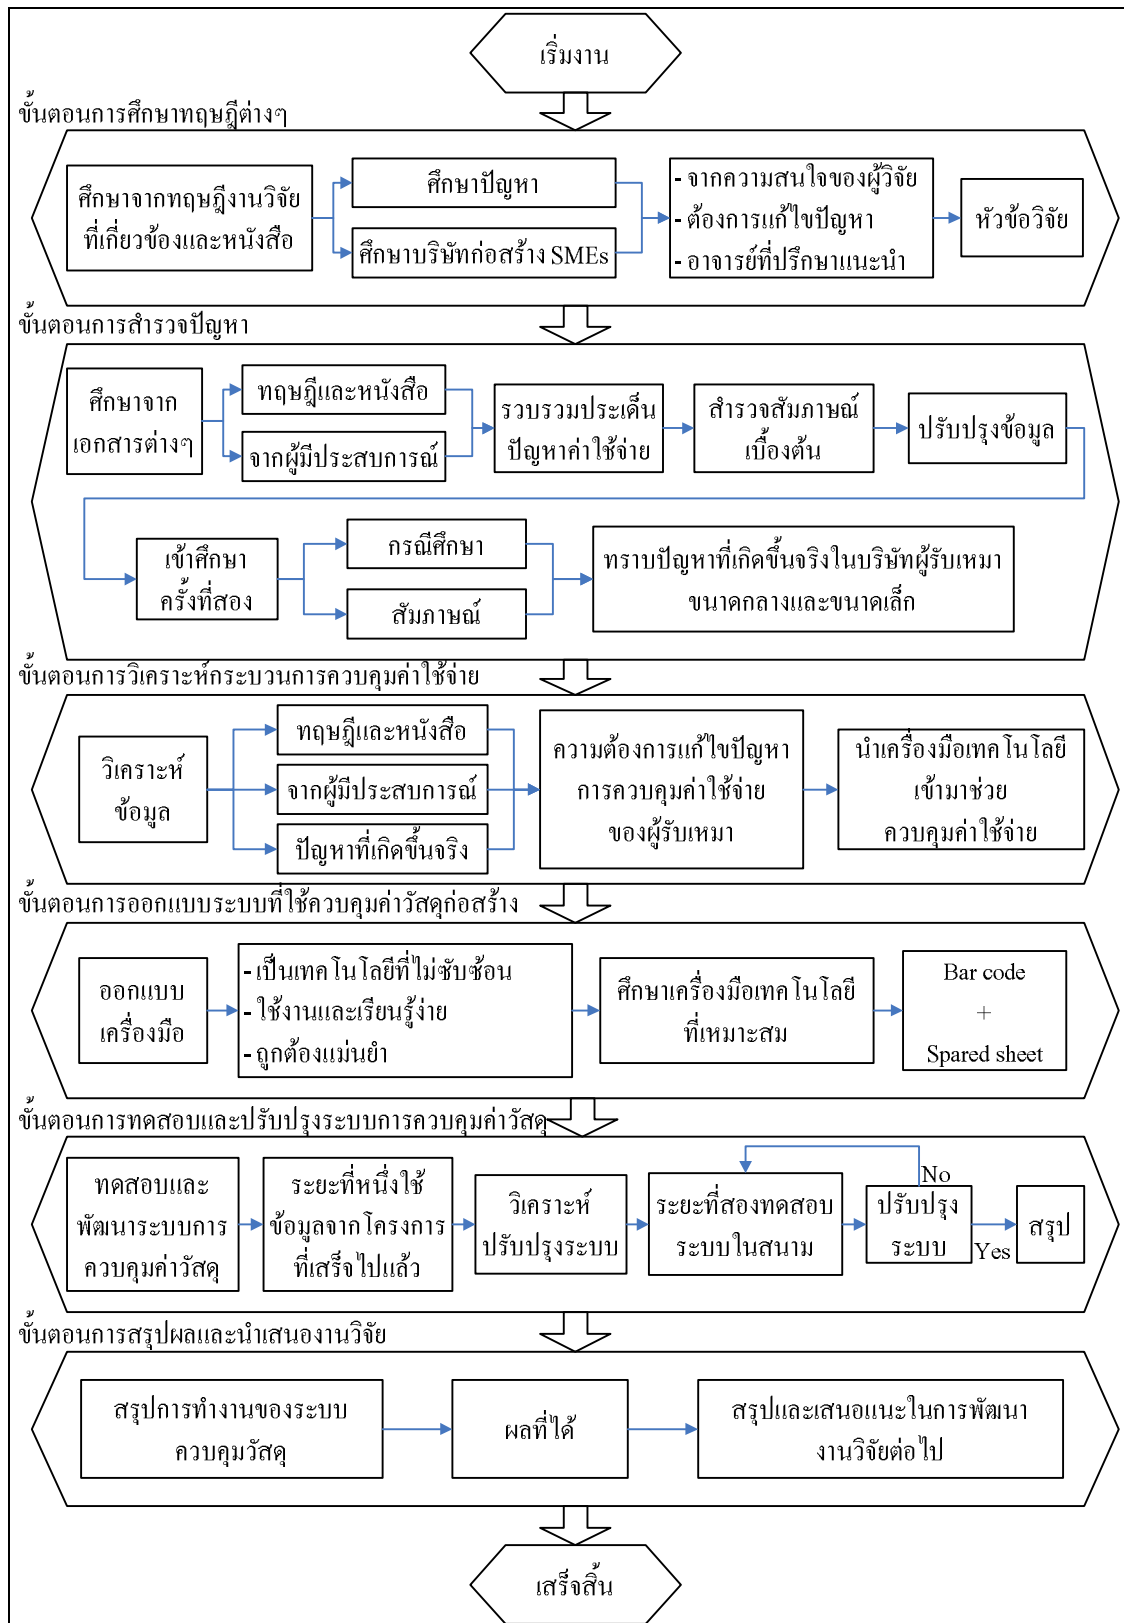 เริ่มงาน
ขั้นตอนการศึกษาทฤษฎีต่างๆ
ศึกษาจากทฤษฎีงานวิจัย
ที่เกี่ยวข้องและหนังสือ
ศึกษาปัญหา
ศึกษาบริษัทก่อสร้าง SMEs
- จากความสนใจของผู้วิจัย
- ต้องการแก้ไขปัญหา
- อาจารย์ที่ปรึกษาแนะนำ
หัวข้อวิจัย
ขั้นตอนการสำรวจปัญหา
ศึกษาจาก
เอกสารต่างๆ
ทฤษฎีและหนังสือ
จากผู้มีประสบการณ์
รวบรวมประเด็น
ปัญหาค่าใช้จ่าย
สำรวจสัมภาษณ์
เบื้องต้น
ปรับปรุงข้อมูล
เข้าศึกษา
ครั้งที่สอง
กรณีศึกษา
สัมภาษณ์
ทราบปัญหาที่เกิดขึ้นจริงในบริษัทผู้รับเหมา
ขนาดกลางและขนาดเล็ก
ขั้นตอนการวิเคราะห์กระบวนการควบคุมค่าใช้จ่าย
วิเคราะห์
ข้อมูล
ทฤษฎีและหนังสือ
จากผู้มีประสบการณ์
ปัญหาที่เกิดขึ้นจริง
ความต้องการแก้ไขปัญหา
การควบคุมค่าใช้จ่าย
ของผู้รับเหมา
นำเครื่องมือเทคโนโลยี
เข้ามาช่วย
ควบคุมค่าใช้จ่าย
ขั้นตอนการออกแบบระบบที่ใช้ควบคุมค่าวัสดุก่อสร้าง
ออกแบบ
เครื่องมือ
- เป็นเทคโนโลยีที่ไม่ซับซ้อน
- ใช้งานและเรียนรู้ง่าย
- ถูกต้องแม่นยำ
ศึกษาเครื่องมือเทคโนโลยี
ที่เหมาะสม
Bar code
+
Spared sheet
ขั้นตอนการทดสอบและปรับปรุงระบบการควบคุมค่าวัสดุ
ทดสอบและ
พัฒนาระบบการ
ควบคุมค่าวัสดุ
ระยะที่หนึ่งใช้
ข้อมูลจากโครงการ
ที่เสร็จไปแล้ว
วิเคราะห์
ปรับปรุงระบบ
ระยะที่สองทดสอบ
ระบบในสนาม
No
ปรับปรุง
ระบบ
Yes
สรุป
ขั้นตอนการสรุปผลและนำเสนองานวิจัย
สรุปการทำงานของระบบ
ควบคุมวัสดุ
ผลที่ได้
สรุปและเสนอแนะในการพัฒนา
งานวิจัยต่อไป
เสร็จสิ้น